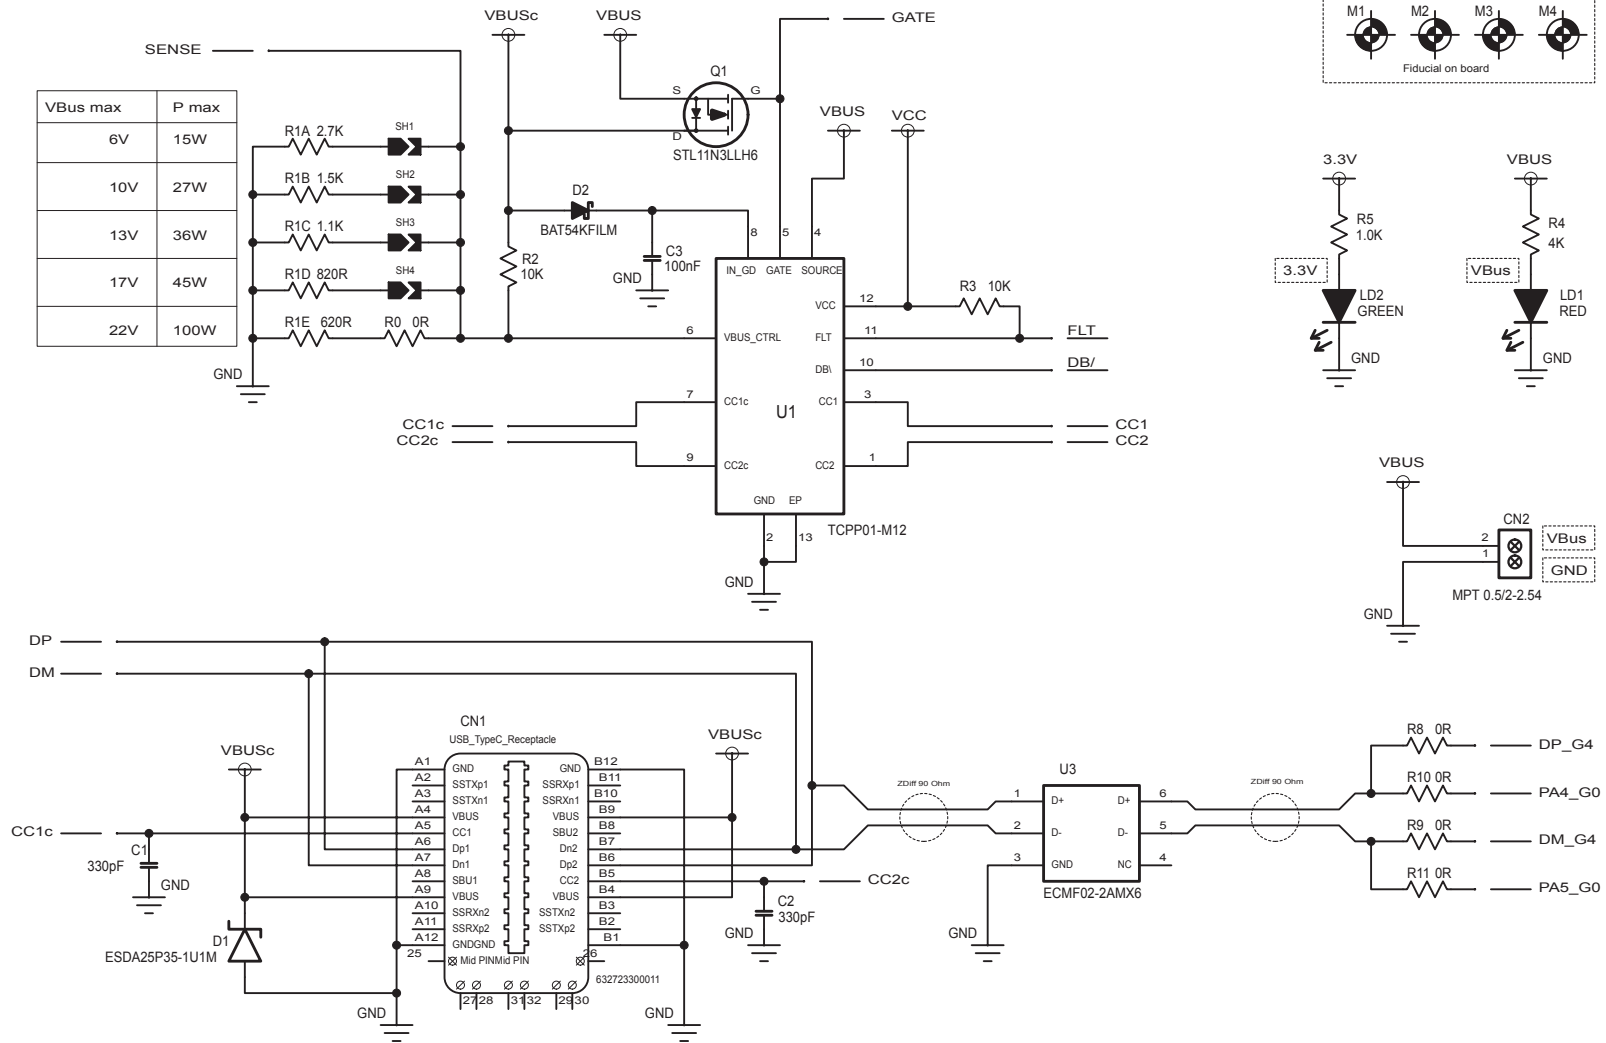 VBUSc
VBUS
GATE
SENSE
M1 M2 M3 M4
Fiducial on board
VBus max P max
6V 15W
10V 27W
13V 36W
17V 45W
22V 100W
R1A 2.7K SH1
R1B 1.5K SH2
R1C 1.1K SH3
R1D 820R SH4
R1E 620R R0 0R
GND
Q1
S G
D
STL11N3LLH6
VBUS
VCC
D2
BAT54KFILM
R2
10K
C3
100nF
GND
8 5 4
IN_GD GATE SOURCE
VCC 12
R3 10K
6 VBUS_CTRL
FLT 11 FLT
DB\ 10 DB/
7 CC1c
CC1 3
U1
CC1c
CC2c
CC1
CC2
9 CC2c
CC2 1
GND EP
2 13
TCPP01-M12
GND
3.3V
R5
1.0K
3.3V
LD2
GREEN
GND
VBUS
R4
4K
VBus
LD1
RED
GND
VBUS
CN2
2 VBus
1 GND
MPT 0.5/2-2.54
GND
DP
DM
CN1
USB_TypeC_Receptacle
VBUSc
VBUSc
A1 GND
A2 SSTXp1
A3 SSTXn1
A4 VBUS
A5 CC1
A6 Dp1
A7 Dn1
A8 SBU1
A9 VBUS
A10 SSRXn2
A11 SSRXp2
A12 GNDGND
25 Mid PINMid PIN 26
GND B12
SSRXp1 B11
SSRXn1 B10
VBUS B9
SBU2 B8
Dn2 B7
Dp2 B6
CC2 B5
VBUS B4
SSTXn2 B3
SSTXp2 B2
B1
27 28 31 32 29 30
632723300011
CC1c
C1
330pF
GND
D1
ESDA25P35-1U1M
GND
GND
CC2c
C2
330pF
GND
ZDiff 90 Ohm
U3
1 D+ D+ 6
2 D- D- 5
3 GND NC 4
ECMF02-2AMX6
GND
ZDiff 90 Ohm
R8 0R DP_G4
R10 0R PA4_G0
R9 0R DM_G4
R11 0R PA5_G0